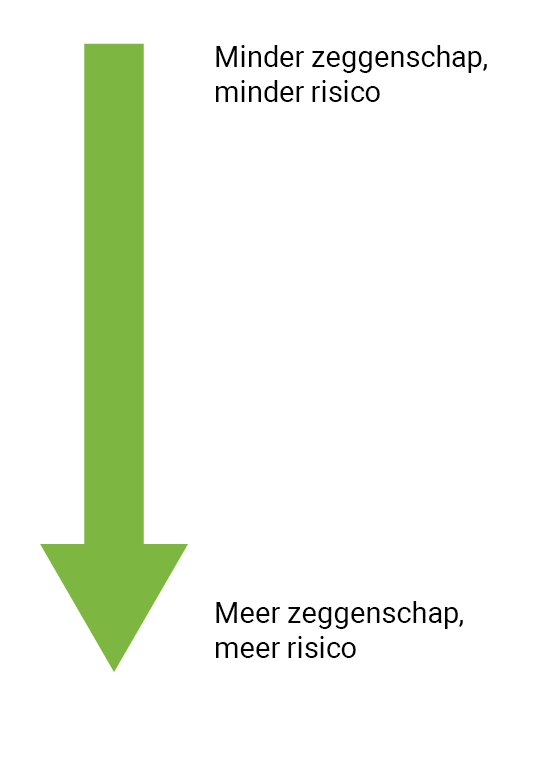 Minder zeggenschap,
minder risico
Meer zeggenschap,
meer risico